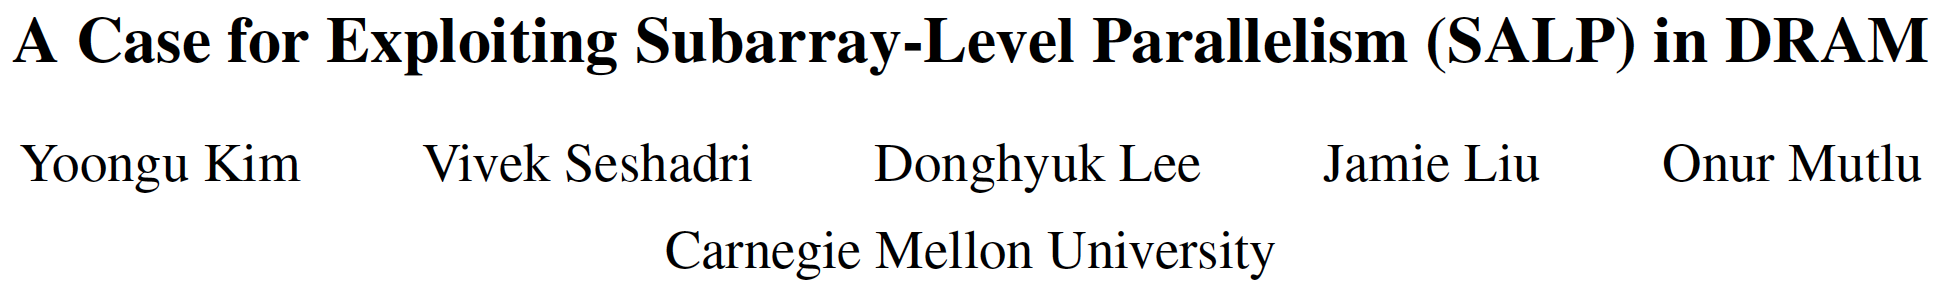 A Case for Exploiting Subarray-Level Parallelism (SALP) in DRAM
Yoongu Kim Vivek Seshadri Donghyuk Lee Jamie Liu Onur Mutlu
Carnegie Mellon University